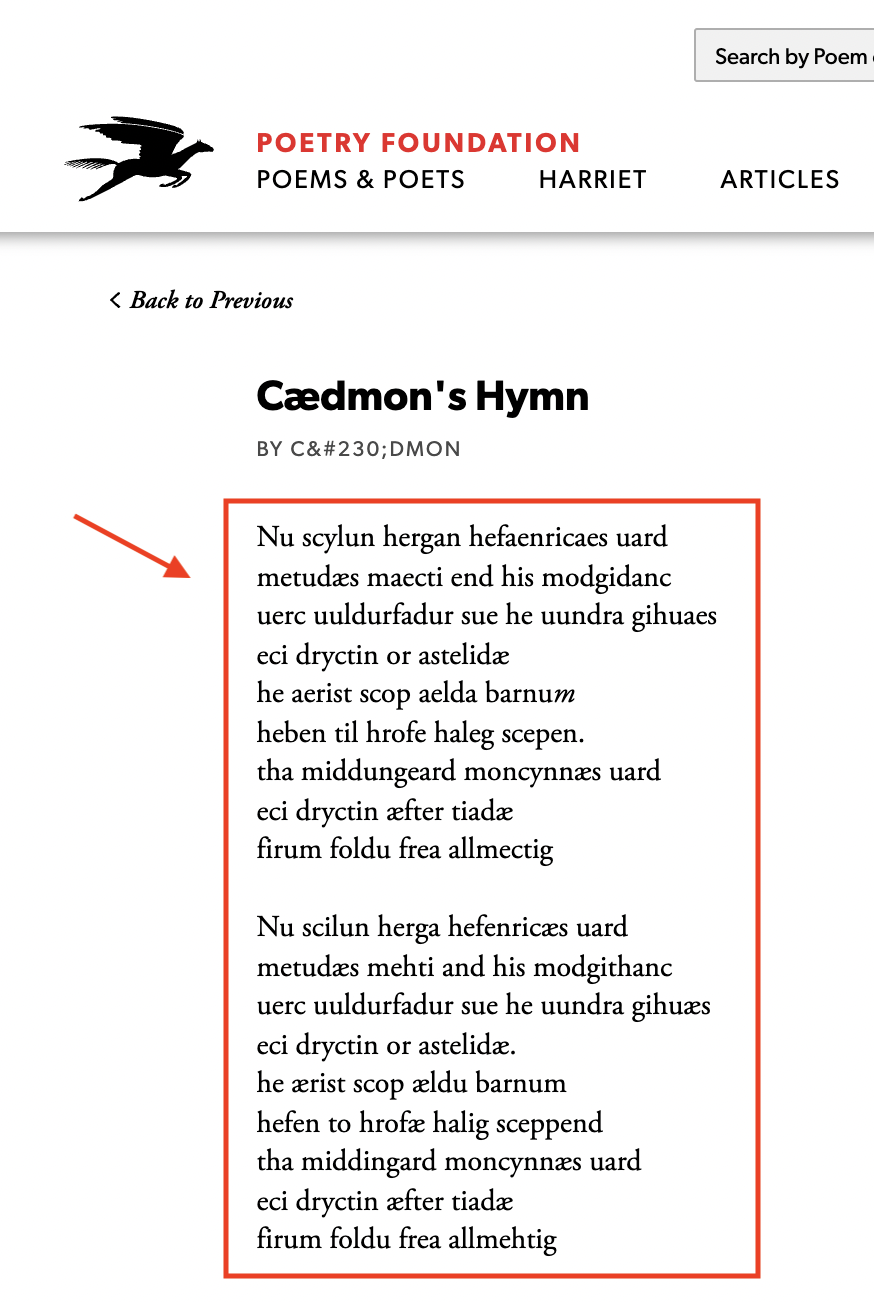 Search by Poem
POETRY FOUNDATION
POEMS & POETS HARRIET ARTICLES
< Back to Previous
Cædmon's Hymn
BY C&#230;DMON
Nu scylun hergan hefaenricaes uard
metudæs maecti end his modgidanc
uerc uuldurfadur sue he uundra gihuaes
eci dryctin or astelidæ
he aerist scop aelda barnum
heben til hrofe haleg scepen.
tha middungeard moncynnæs uard
eci dryctin æfter tiadæ
firum foldu frea allmectig
Nu scilun herga hefenricæs uard
metudæs mehti and his modgithanc
uerc uuldurfadur sue he uundra gihuæs
eci dryctin or astelidæ.
he ærist scop ældu barnum
hefen to hrofæ halig sceppend
tha middingard moncynnæs uard
eci dryctin æfter tiadæ
firum foldu frea allmehtig